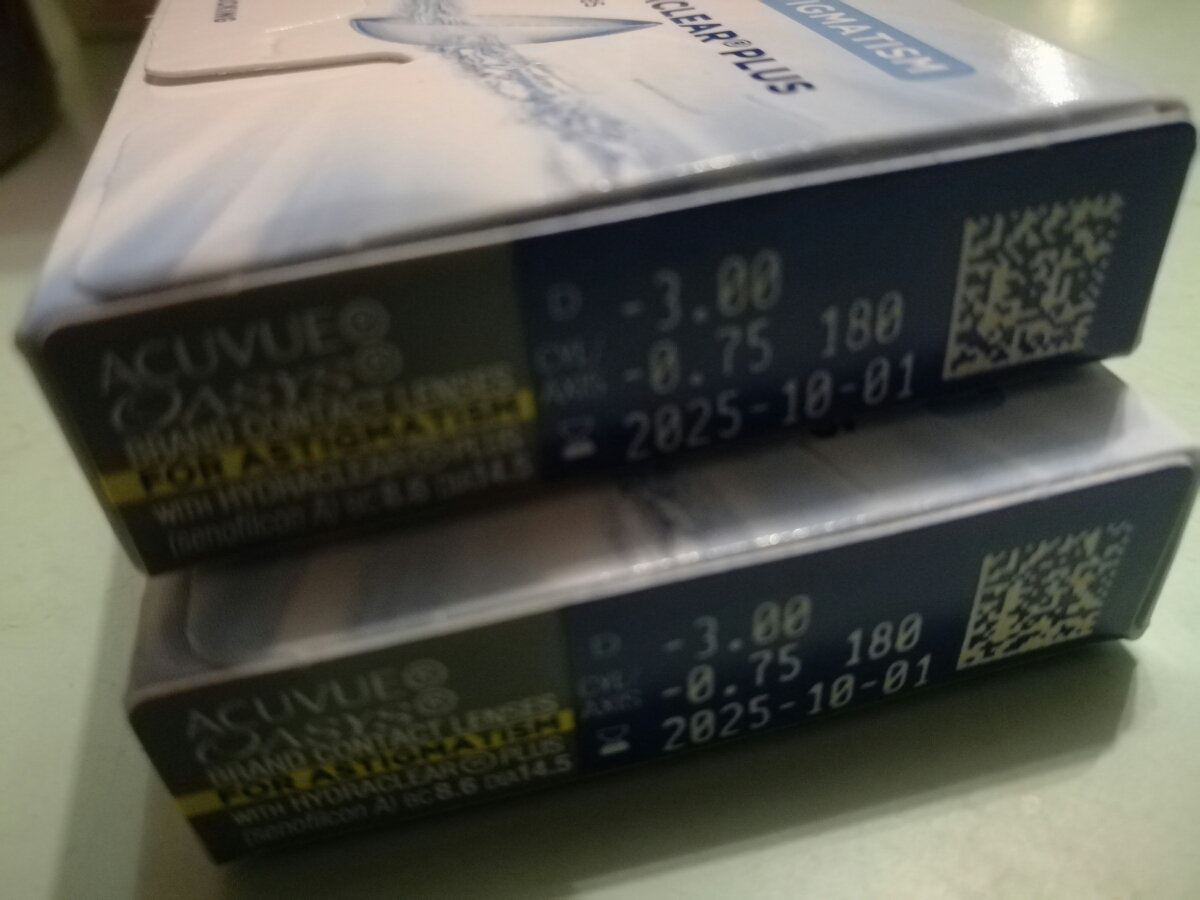 CLEAR® PLUS
IGMATISM
ACUVUE®
OASYS®
BRAND CONTACT LENSES
FOR ASTIGMATISM
WITH HYDRACLEAR® PLUS
(senofilcon A) BC 8.6 DIA 14.5
D -3.00
CYL/
AXIS -0.75 180
2025-10-01
ACUVUE®
OASYS®
BRAND CONTACT LENSES
FOR ASTIGMATISM
WITH HYDRACLEAR® PLUS
(senofilcon A) BC 8.6 DIA 14.5
D -3.00
CYL/
AXIS -0.75 180
2025-10-01